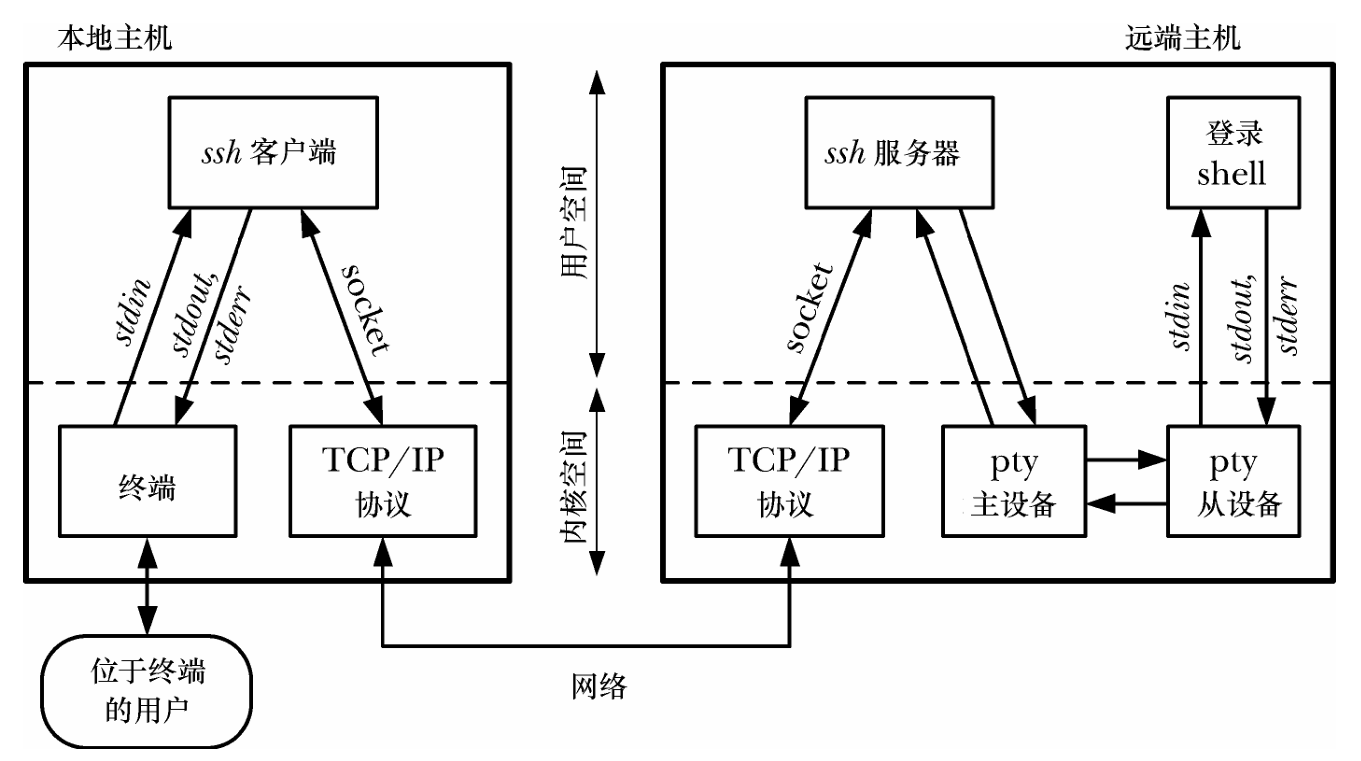 本地主机
远端主机
ssh 客户端
ssh 服务器
登录
shell
用户空间
stdin
stdout,
stderr
socket
socket
stdin
stdout,
stderr
内核空间
终端
TCP/IP
协议
TCP/IP
协议
pty
主设备
pty
从设备
位于终端
的用户
网络